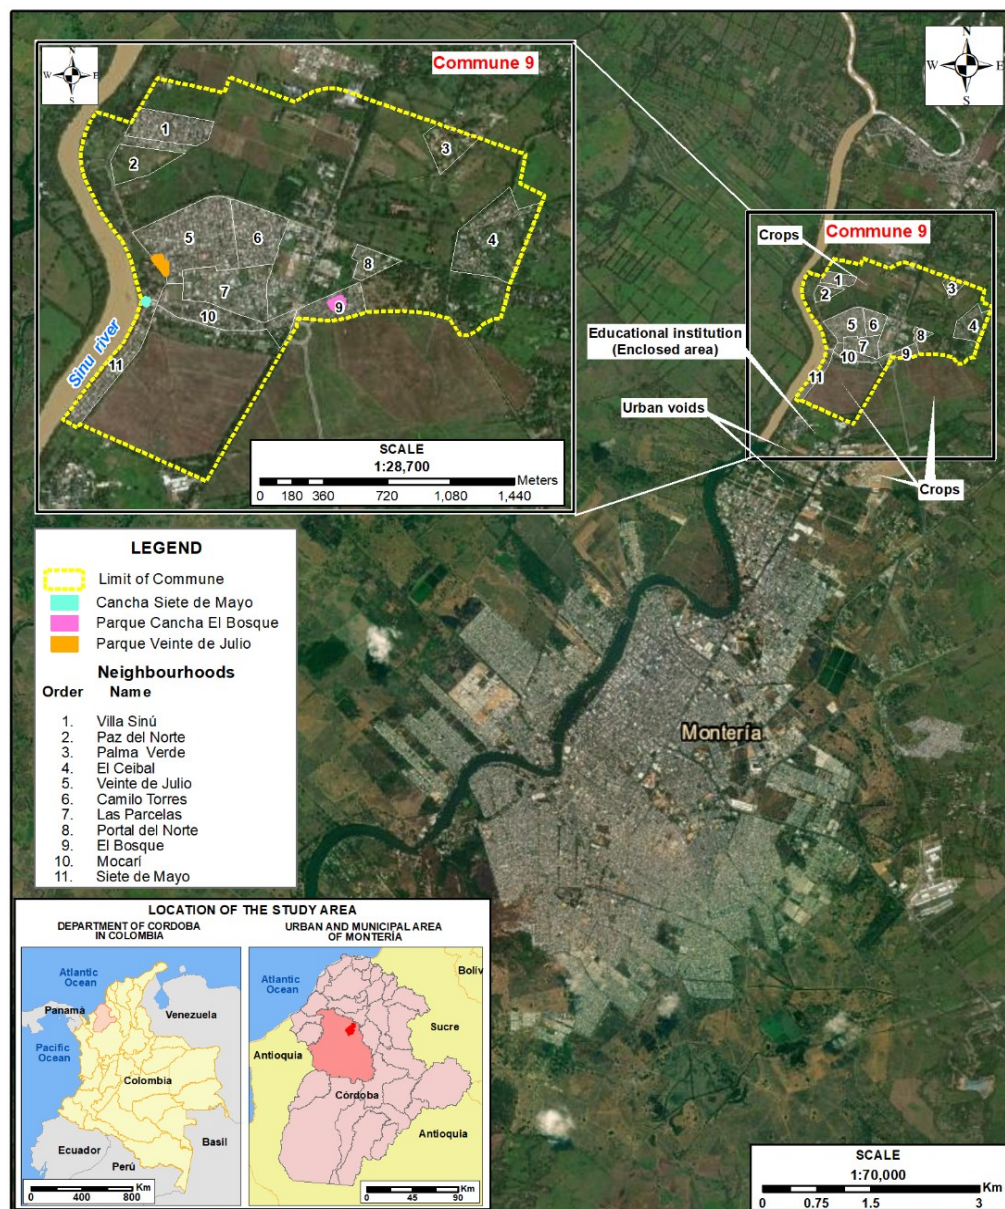 Commune 9
N
W E
S
1
2
3
4
5
6
7
8
9
10
11
Sinu river
SCALE
1:28,700
Meters
0 180 360 720 1,080 1,440
N
W E
S
Commune 9
Crops
1
2
3
4
5
6
7
8
9
10
11
Educational institution
(Enclosed area)
Urban voids
Crops
Montería
LEGEND
Limit of Commune
Cancha Siete de Mayo
Parque Cancha El Bosque
Parque Veinte de Julio
Neighbourhoods
Order Name
1. Villa Sinú
2. Paz del Norte
3. Palma Verde
4. El Ceibal
5. Veinte de Julio
6. Camilo Torres
7. Las Parcelas
8. Portal del Norte
9. El Bosque
10. Mocarí
11. Siete de Mayo
LOCATION OF THE STUDY AREA
DEPARTMENT OF CORDOBA
IN COLOMBIA
Atlantic
Ocean
Panamá
Venezuela
Pacific
Ocean
Colombia
Ecuador
Basil
Perú
Km
0 400 800
URBAN AND MUNICIPAL AREA
OF MONTERÍA
Atlantic
Ocean
Boliv
Sucre
Antioquia
Córdoba
Antioquia
Km
0 45 90
SCALE
1:70,000
Km
0 0.75 1.5 3